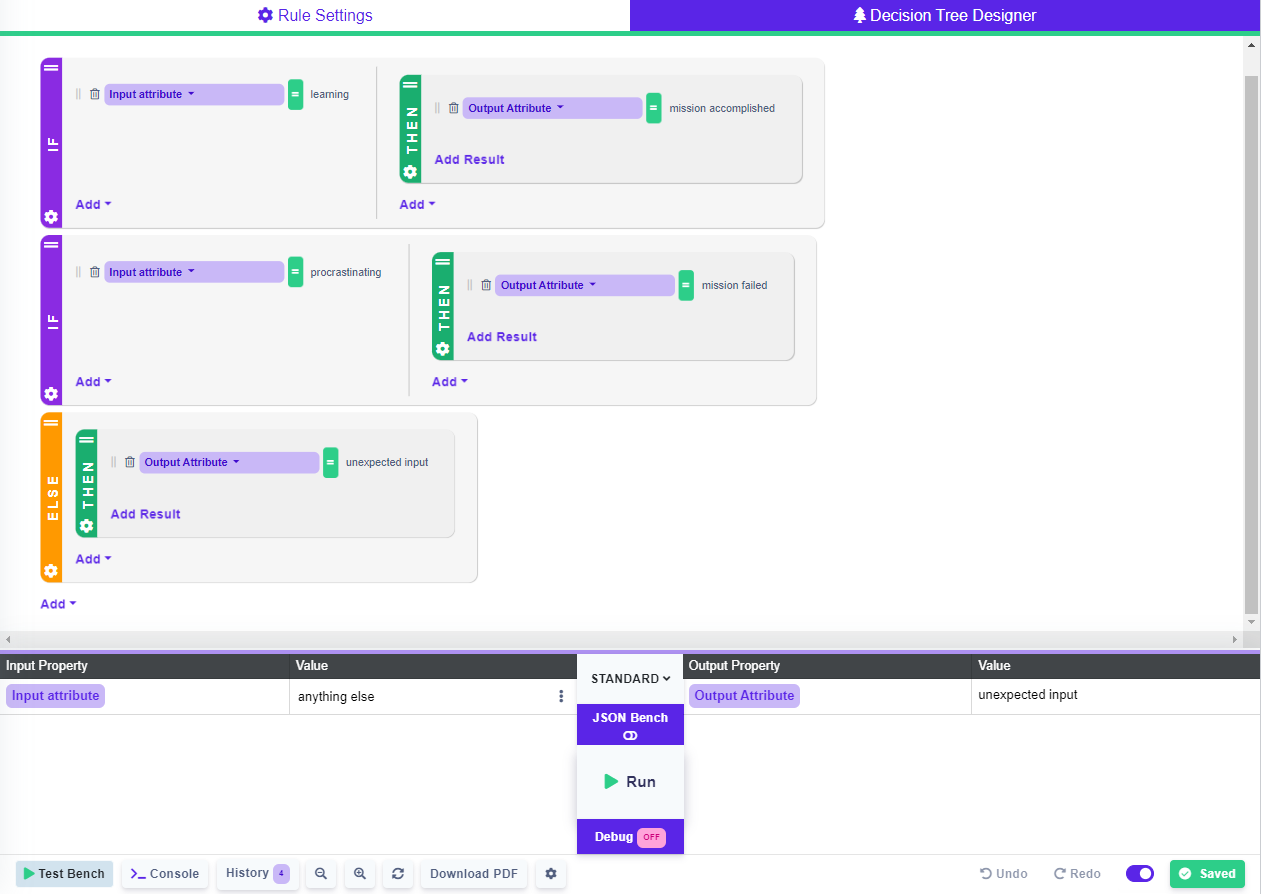 Rule Settings
Decision Tree Designer
IF
Input attribute = learning
Add
THEN
Output Attribute = mission accomplished
Add Result
Add
IF
Input attribute = procrastinating
Add
THEN
Output Attribute = mission failed
Add Result
Add
ELSE
THEN
Output Attribute = unexpected input
Add Result
Add
Add
Input Property Value STANDARD Output Property Value
Input attribute anything else Output Attribute unexpected input
JSON Bench
Run
Debug OFF
Test Bench Console History 4 Download PDF Undo Redo Saved